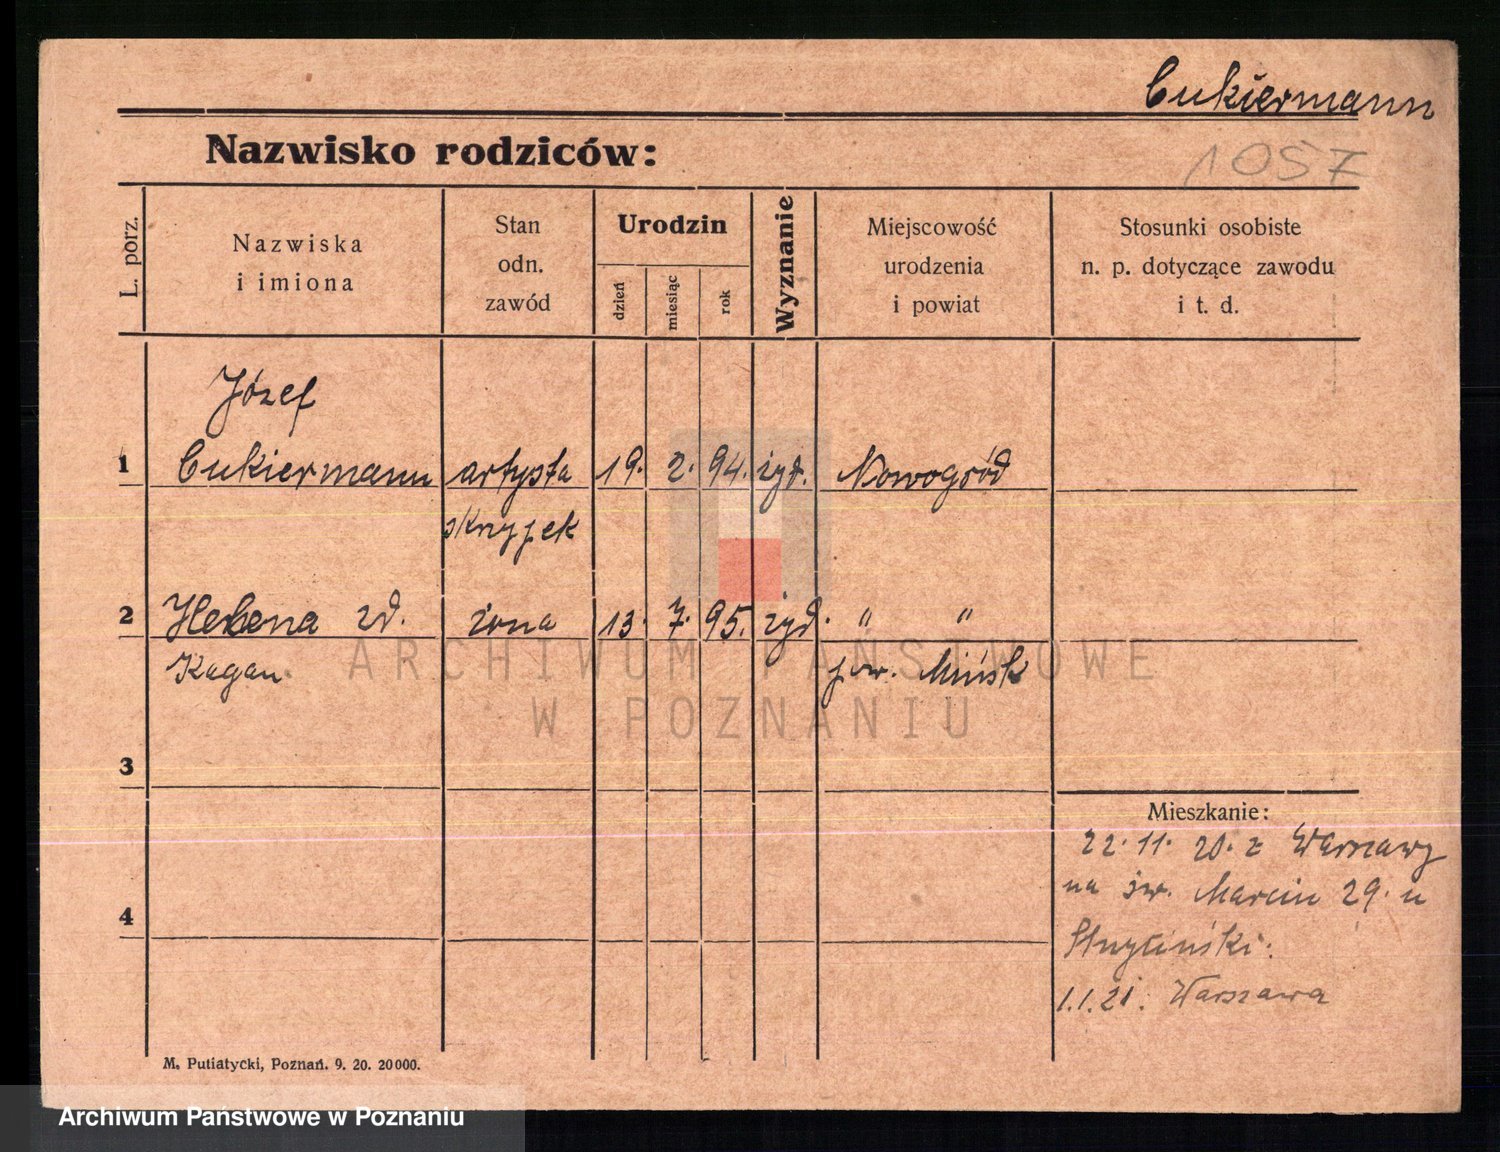 Cukiermann
Nazwisko rodziców:
1057
L. porz.
Nazwiska
i imiona
Stan
odn.
zawód
Urodzin
dzień
miesiąc
rok
Wyznanie
Miejscowość
urodzenia
i powiat
Stosunki osobiste
n. p. dotyczące zawodu
i t. d.
Józef
1 Cukiermann artysta 19. 2. 94. żyd. Nowogród
skrzypek
2 Helena zd. żona 13. 7. 95. żyd. " "
Kagan. pow. Mińsk
3
4
Mieszkanie:
22. 11. 20. z Warszawy
na św. Marcin 29. u
1.1.21. Warszawa
M. Putiatycki, Poznań. 9. 20. 20000.
ARCHIWUM PAŃSTWOWE
W POZNANIU
Archiwum Państwowe w Poznaniu